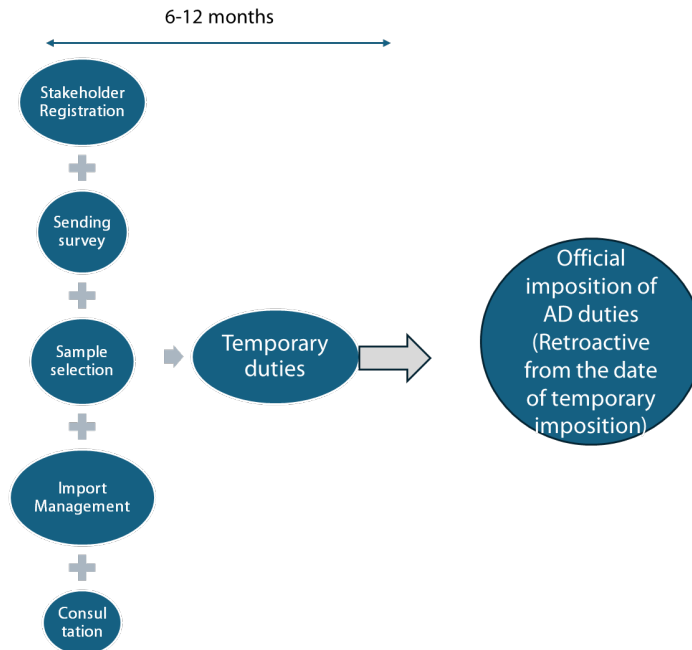 6-12 months
Stakeholder
Registration
Sending
survey
Sample
selection
Import
Management
Consul
tation
Temporary
duties
Official
imposition of
AD duties
(Retroactive
from the date
of temporary
imposition)